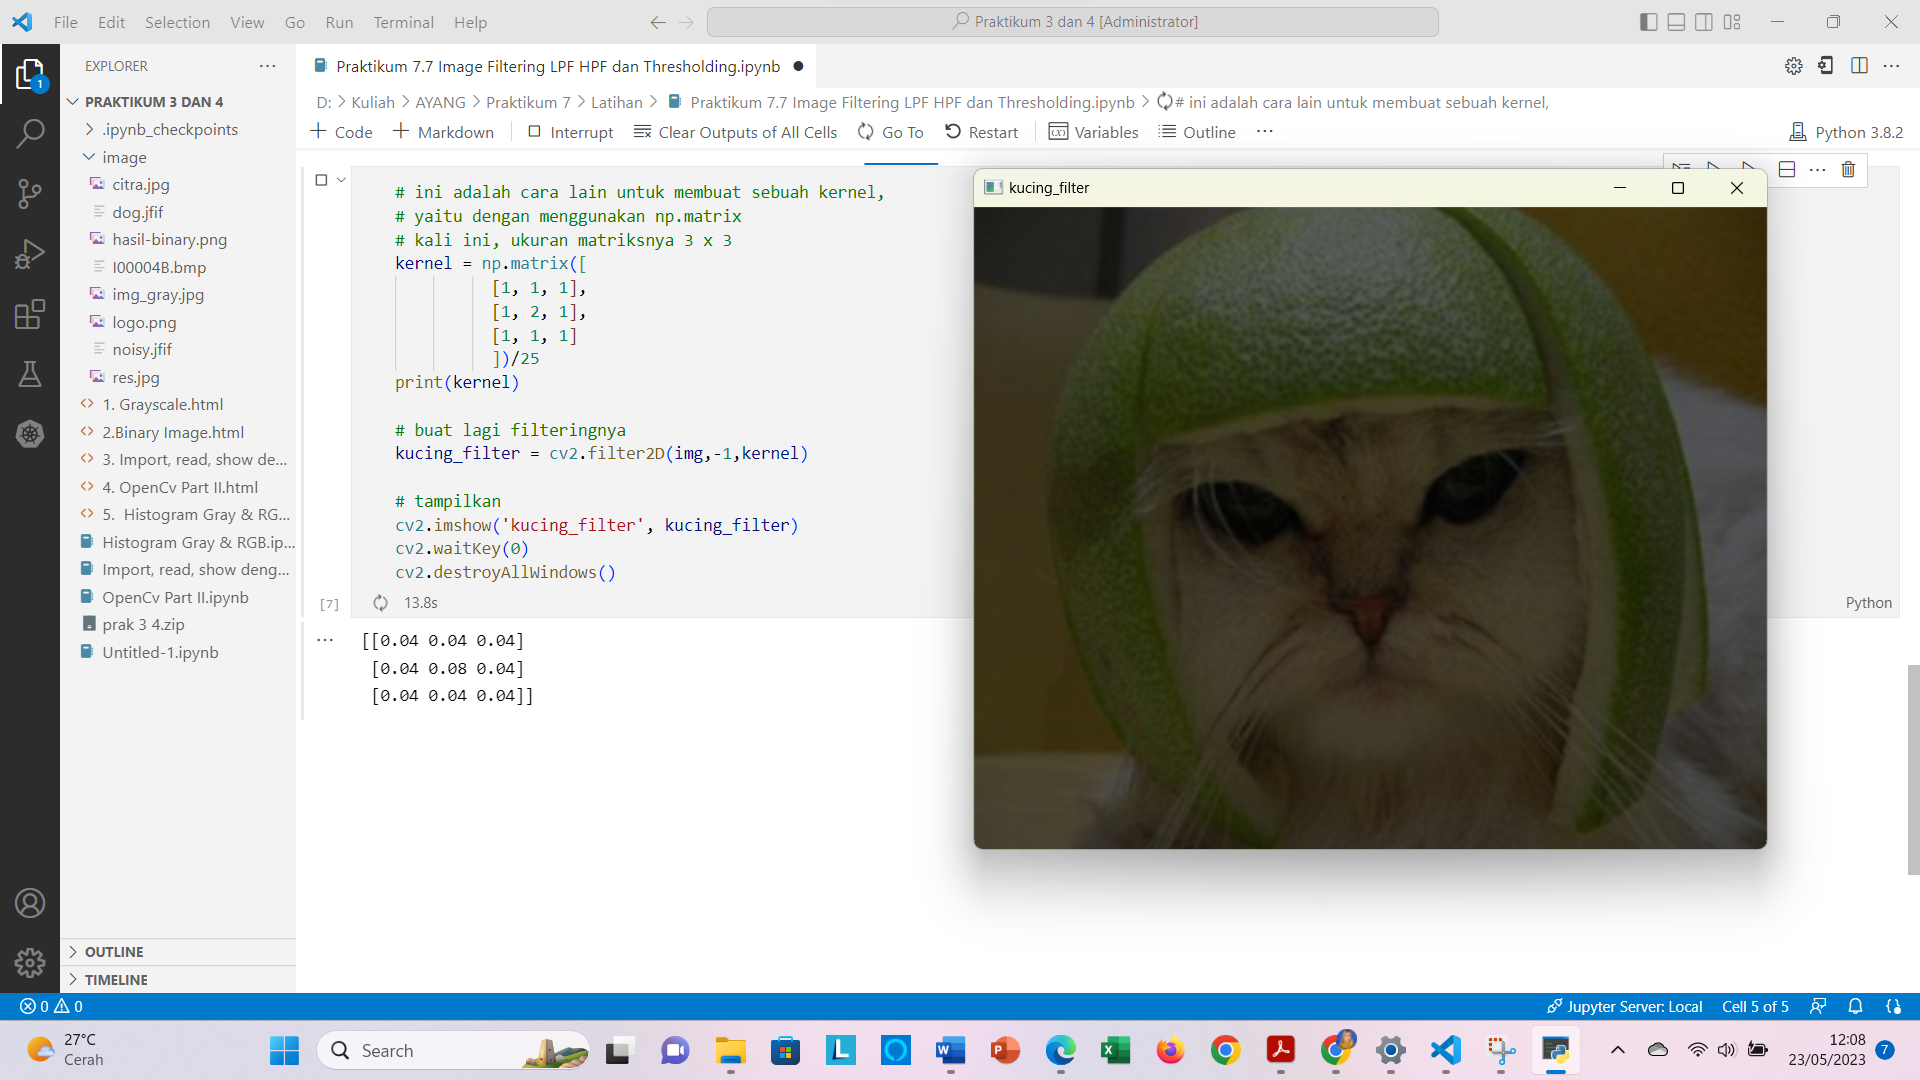 File Edit Selection View Go Run Terminal Help
Praktikum 3 dan 4 [Administrator]
EXPLORER
PRAKTIKUM 3 DAN 4
.ipynb_checkpoints
image
citra.jpg
dog.jfif
hasil-binary.png
I00004B.bmp
img_gray.jpg
logo.png
noisy.jfif
res.jpg
1. Grayscale.html
2.Binary Image.html
3. Import, read, show de...
4. OpenCv Part II.html
5. Histogram Gray & RG...
Histogram Gray & RGB.ip...
Import, read, show deng...
OpenCv Part II.ipynb
prak 3 4.zip
Untitled-1.ipynb
OUTLINE
TIMELINE
Praktikum 7.7 Image Filtering LPF HPF dan Thresholding.ipynb
D: > Kuliah > AYANG > Praktikum 7 > Latihan > Praktikum 7.7 Image Filtering LPF HPF dan Thresholding.ipynb > # ini adalah cara lain untuk membuat sebuah kernel,
+ Code + Markdown Interrupt Clear Outputs of All Cells Go To Restart Variables Outline ... Python 3.8.2
# ini adalah cara lain untuk membuat sebuah kernel,
# yaitu dengan menggunakan np.matrix
# kali ini, ukuran matriksnya 3 x 3
kernel = np.matrix([
[1, 1, 1],
[1, 2, 1],
[1, 1, 1]
])/25
print(kernel)
# buat lagi filteringnya
kucing_filter = cv2.filter2D(img,-1,kernel)
# tampilkan
cv2.imshow('kucing_filter', kucing_filter)
cv2.waitKey(0)
cv2.destroyAllWindows()
[7] 13.8s Python
[[0.04 0.04 0.04]
[0.04 0.08 0.04]
[0.04 0.04 0.04]]
kucing_filter
0 0
Jupyter Server: Local Cell 5 of 5
27°C
Cerah
Search
12:08
23/05/2023
7